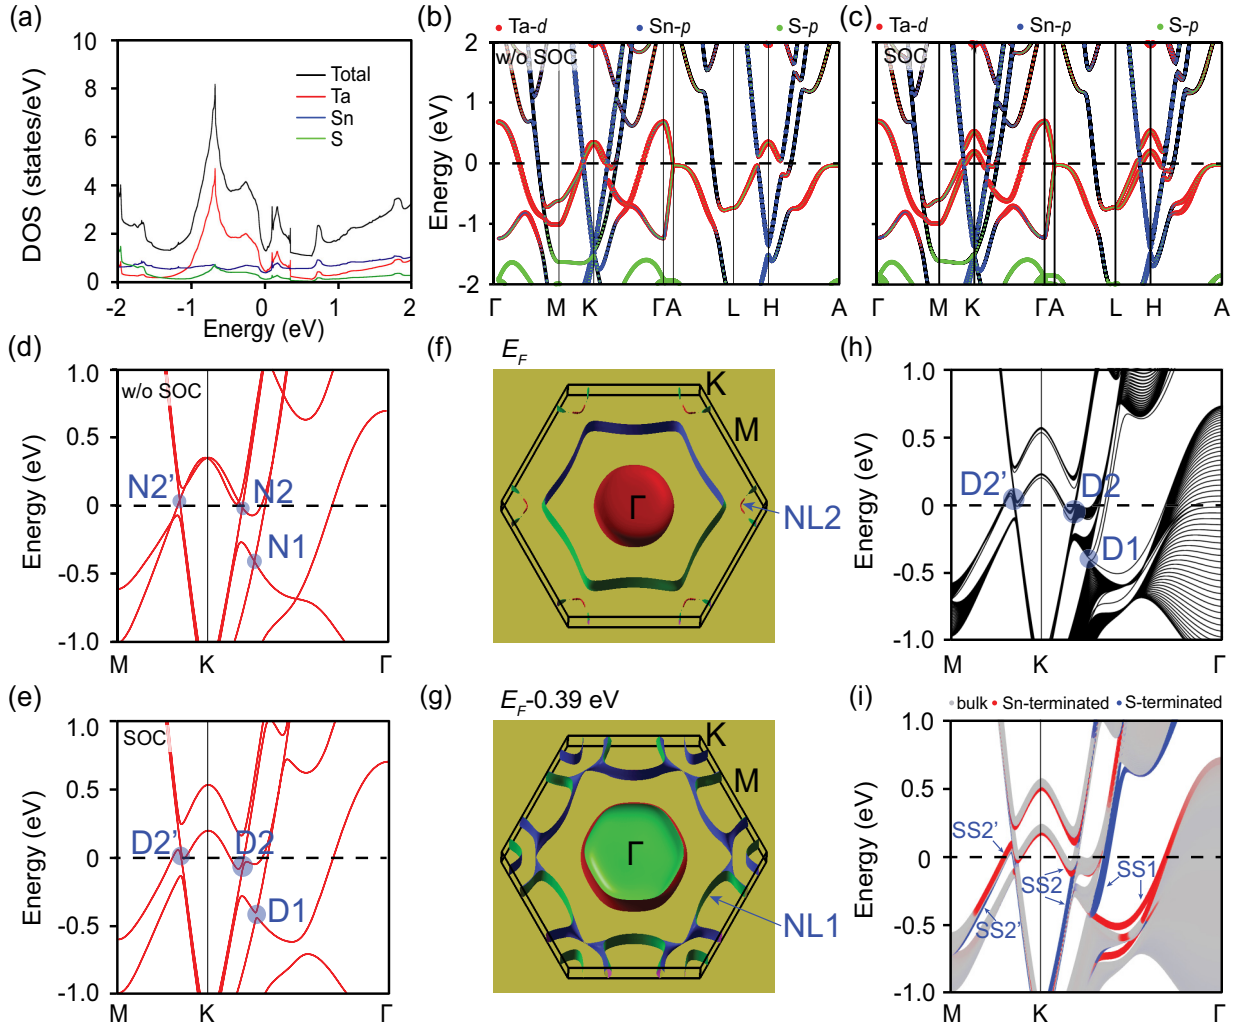 (a)
10
8
6
4
2
0
DOS (states/eV)
Total
Ta
Sn
S
-2 -1 0 1 2
Energy (eV)
(b)
Ta-d Sn-p S-p
w/o SOC
2
1
0
-1
-2
Energy (eV)
Γ M K Γ A L H A
(c)
Ta-d Sn-p S-p
SOC
Γ M K Γ A L H A
(d)
w/o SOC
1.0
0.5
0
-0.5
-1.0
Energy (eV)
N2'
N2
N1
M K Γ
(f)
E_F
K
M
Γ
NL2
(h)
1.0
0.5
0
-0.5
-1.0
Energy (eV)
D2'
D2
D1
M K Γ
(e)
SOC
1.0
0.5
0
-0.5
-1.0
Energy (eV)
D2'
D2
D1
M K Γ
(g)
E_F-0.39 eV
K
M
Γ
NL1
(i)
bulk Sn-terminated S-terminated
1.0
0.5
0
-0.5
-1.0
Energy (eV)
SS2'
SS2
SS1
SS2'
M K Γ